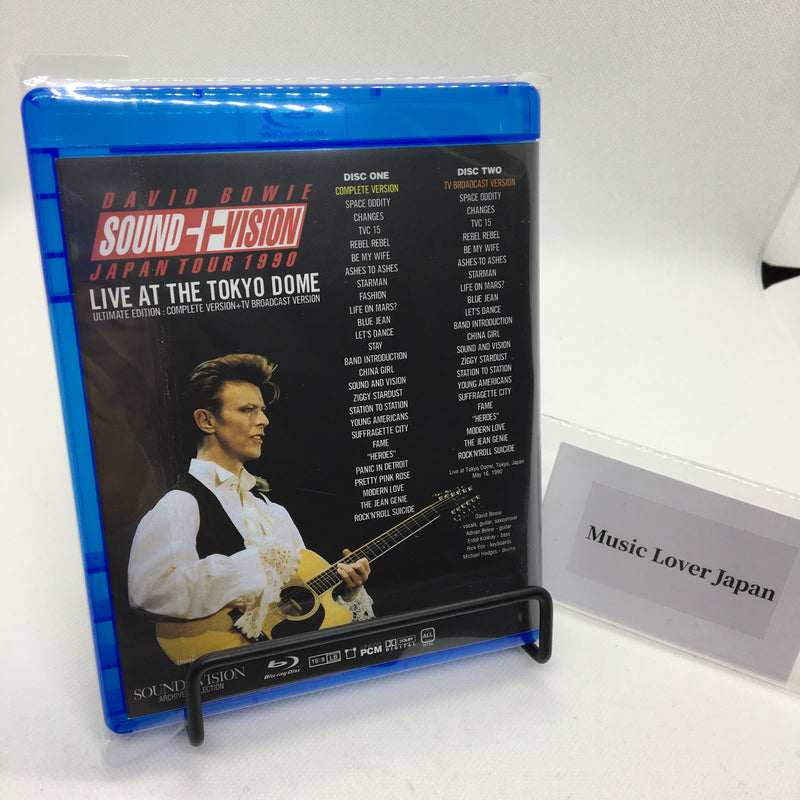 DAVID BOWIE
SOUND+VISION
JAPAN TOUR 1990
LIVE AT THE TOKYO DOME
ULTIMATE EDITION : COMPLETE VERSION+TV BROADCAST VERSION
DISC ONE
COMPLETE VERSION
SPACE ODDITY
CHANGES
TVC 15
REBEL REBEL
BE MY WIFE
ASHES TO ASHES
STARMAN
FASHION
LIFE ON MARS?
BLUE JEAN
LET'S DANCE
STAY
BAND INTRODUCTION
CHINA GIRL
SOUND AND VISION
ZIGGY STARDUST
STATION TO STATION
YOUNG AMERICANS
SUFFRAGETTE CITY
FAME
"HEROES"
PANIC IN DETROIT
PRETTY PINK ROSE
MODERN LOVE
THE JEAN GENIE
ROCK'N'ROLL SUICIDE
DISC TWO
TV BROADCAST VERSION
SPACE ODDITY
CHANGES
TVC 15
REBEL REBEL
BE MY WIFE
ASHES TO ASHES
STARMAN
LIFE ON MARS?
BLUE JEAN
LET'S DANCE
BAND INTRODUCTION
CHINA GIRL
SOUND AND VISION
ZIGGY STARDUST
STATION TO STATION
YOUNG AMERICANS
SUFFRAGETTE CITY
FAME
"HEROES"
MODERN LOVE
THE JEAN GENIE
ROCK'N'ROLL SUICIDE
Live at Tokyo Dome, Tokyo, Japan
May 16, 1990
David Bowie
- vocals, guitar, saxophone
Adrian Belew - guitar
Erdal Kizilcay - bass
Rick Fox - keyboards
Michael Hodges - drums
SOUND VISION
ARCHIVE COLLECTION
Blu-ray Disc
16:9 LB
PCM
DOLBY
DIGITAL
ALL
Music Lover Japan